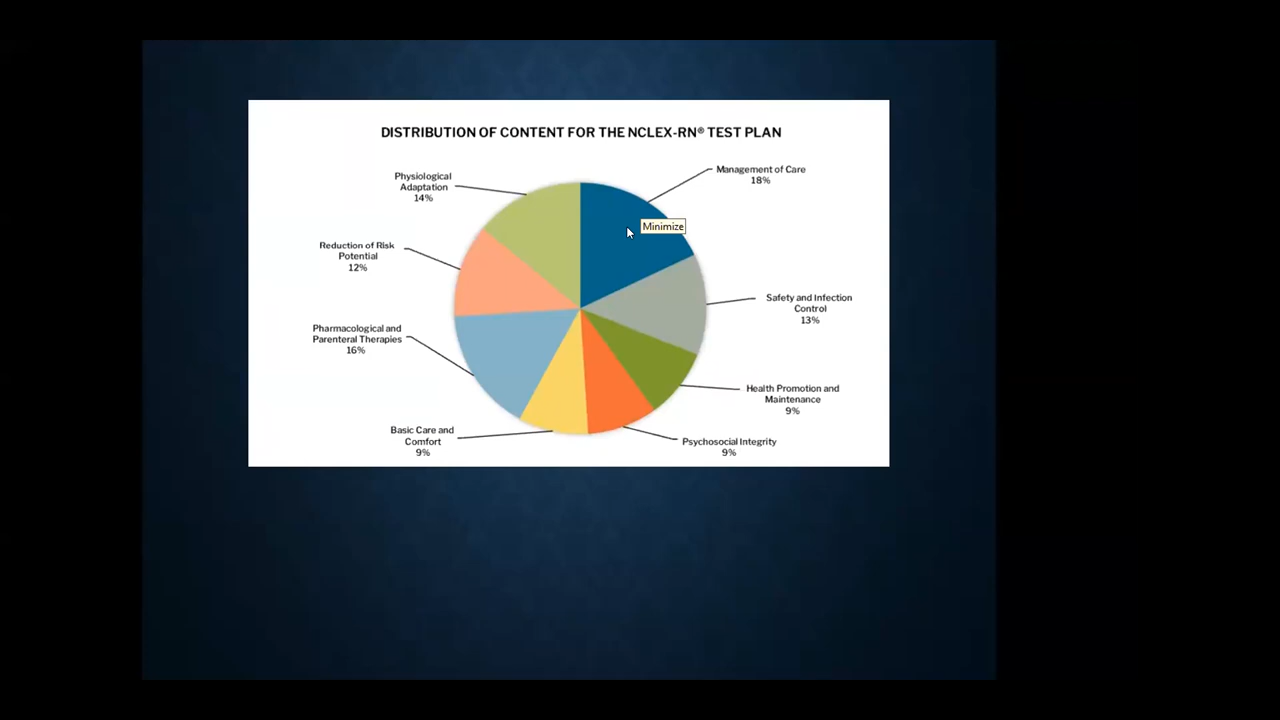 DISTRIBUTION OF CONTENT FOR THE NCLEX-RN® TEST PLAN
Management of Care
18%
Physiological
Adaptation
14%
Minimize
Reduction of Risk
Potential
12%
Safety and Infection
Control
13%
Pharmacological and
Parenteral Therapies
16%
Health Promotion and
Maintenance
9%
Basic Care and
Comfort
9%
Psychosocial Integrity
9%